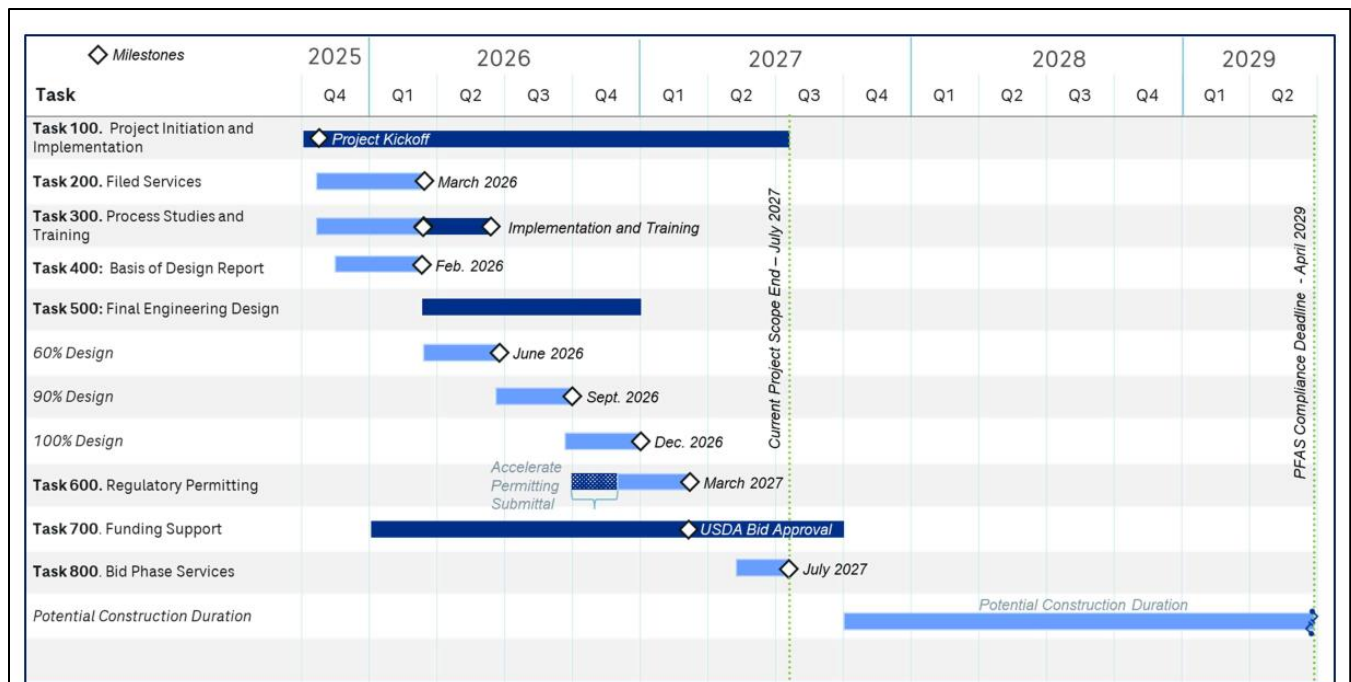 Milestones
2025 2026 2027 2028 2029
Task Q4 Q1 Q2 Q3 Q4 Q1 Q2 Q3 Q4 Q1 Q2 Q3 Q4 Q1 Q2
Task 100. Project Initiation and
Implementation
Project Kickoff
Task 200. Filed Services
March 2026
Task 300. Process Studies and
Training
Implementation and Training
Task 400: Basis of Design Report
Feb. 2026
Task 500: Final Engineering Design
60% Design
June 2026
90% Design
Sept. 2026
100% Design
Dec. 2026
Task 600. Regulatory Permitting
Accelerate
Permitting
Submittal
March 2027
Task 700. Funding Support
USDA Bid Approval
Task 800. Bid Phase Services
July 2027
Potential Construction Duration
Potential Construction Duration
Current Project Scope End – July 2027
PFAS Compliance Deadline - April 2029